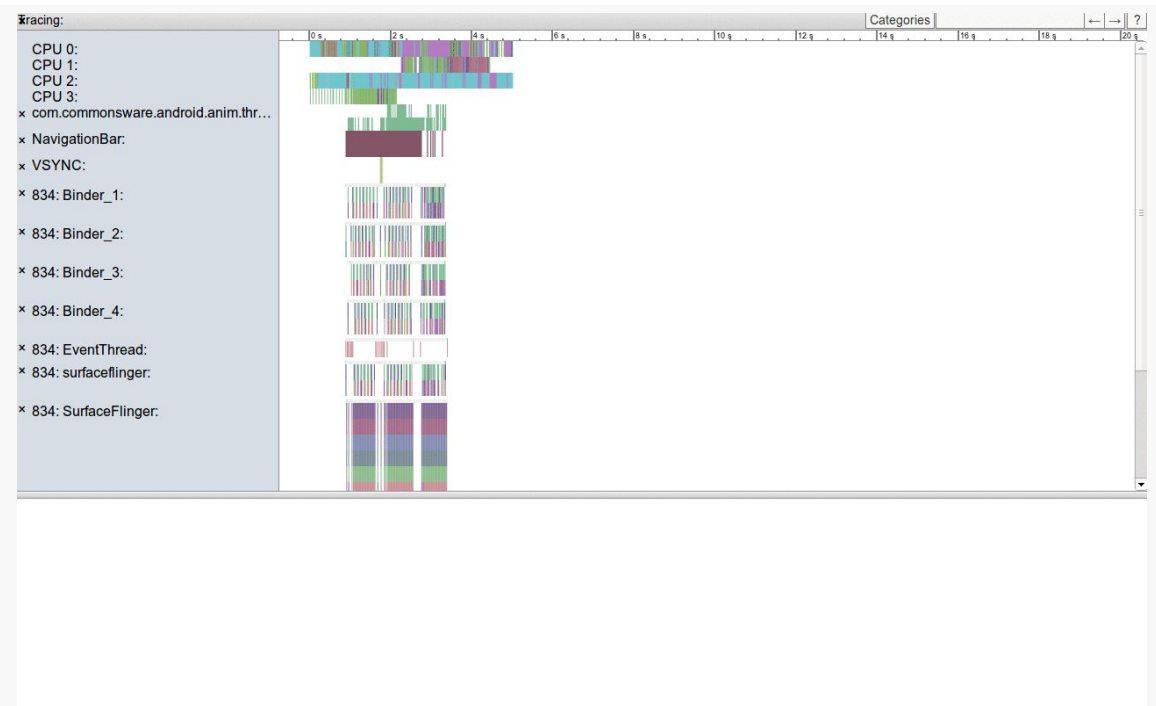 Tracing: Categories ← → ?
0 s 2 s 4 s 6 s 8 s 10 s 12 s 14 s 16 s 18 s 20 s
CPU 0:
CPU 1:
CPU 2:
CPU 3:
× com.commonsware.android.anim.thr...
× NavigationBar:
× VSYNC:
× 834: Binder_1:
× 834: Binder_2:
× 834: Binder_3:
× 834: Binder_4:
× 834: EventThread:
× 834: surfaceflinger:
× 834: SurfaceFlinger: